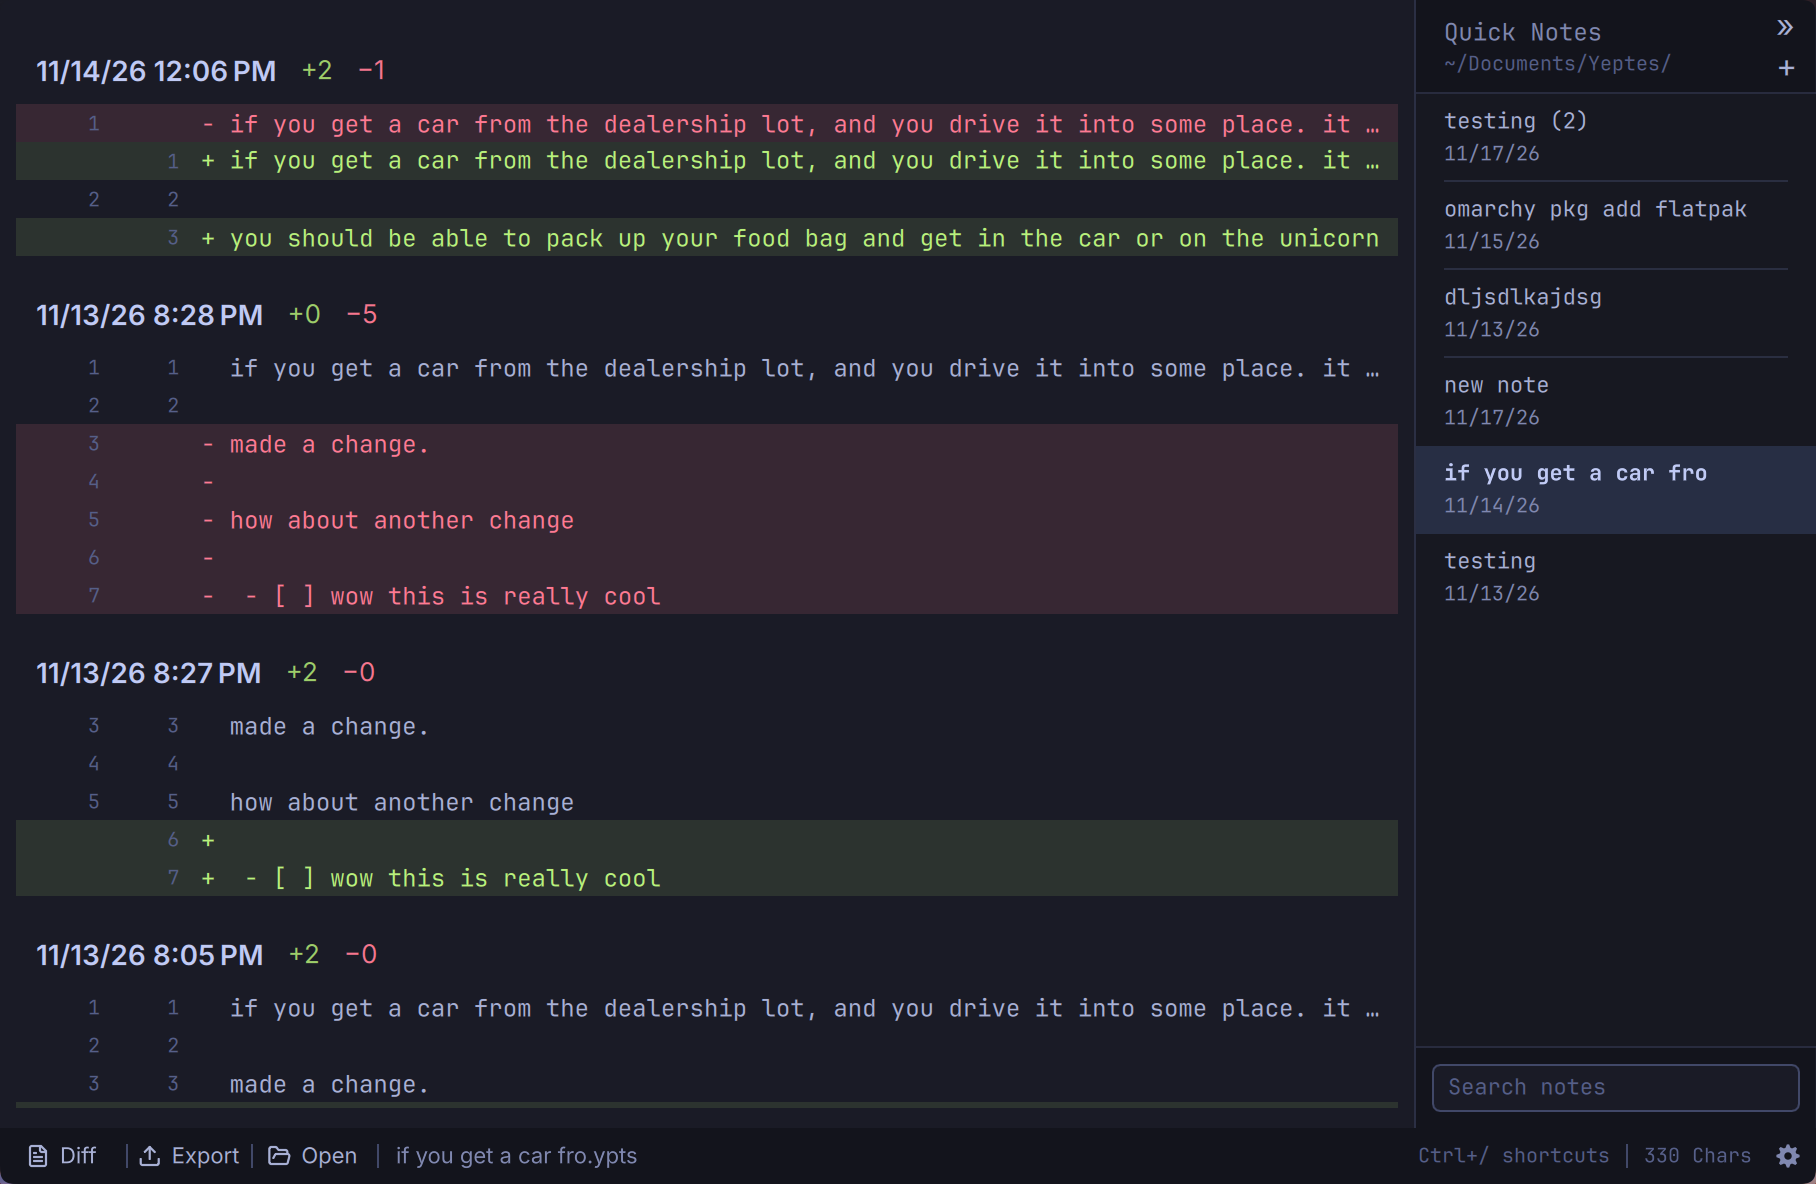 11/14/26 12:06 PM +2 −1
1 - if you get a car from the dealership lot, and you drive it into some place. it …
1 + if you get a car from the dealership lot, and you drive it into some place. it …
2 2
3 + you should be able to pack up your food bag and get in the car or on the unicorn
11/13/26 8:28 PM +0 −5
1 1 if you get a car from the dealership lot, and you drive it into some place. it …
2 2
3 - made a change.
4 -
5 - how about another change
6 -
7 - - [ ] wow this is really cool
11/13/26 8:27 PM +2 −0
3 3 made a change.
4 4
5 5 how about another change
6 +
7 + - [ ] wow this is really cool
11/13/26 8:05 PM +2 −0
1 1 if you get a car from the dealership lot, and you drive it into some place. it …
2 2
3 3 made a change.
Quick Notes »
~/Documents/Yeptes/ +
testing (2)
11/17/26
omarchy pkg add flatpak
11/15/26
dljsdlkajdsg
11/13/26
new note
11/17/26
if you get a car fro
11/14/26
testing
11/13/26
Search notes
Diff | Export | Open | if you get a car fro.ypts
Ctrl+/ shortcuts | 330 Chars